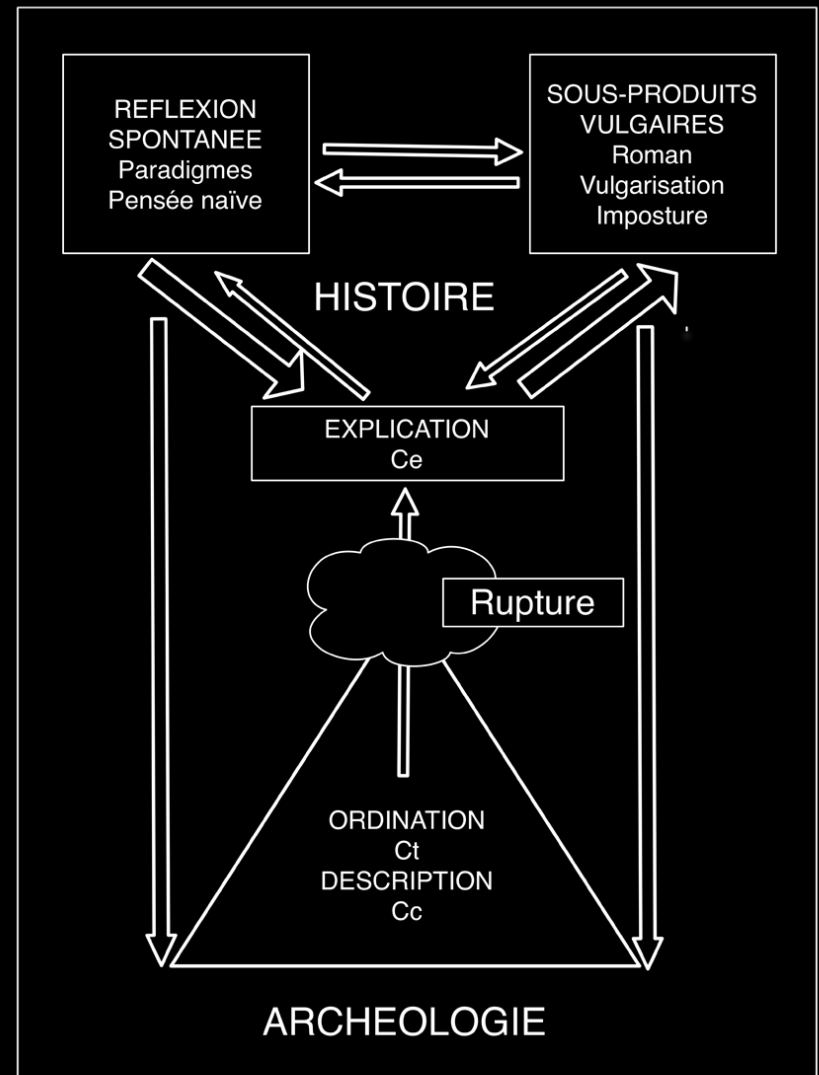 REFLEXION
SPONTANEE
Paradigmes
Pensée naïve
SOUS-PRODUITS
VULGAIRES
Roman
Vulgarisation
Imposture
HISTOIRE
EXPLICATION
Ce
Rupture
ORDINATION
Ct
DESCRIPTION
Cc
ARCHEOLOGIE